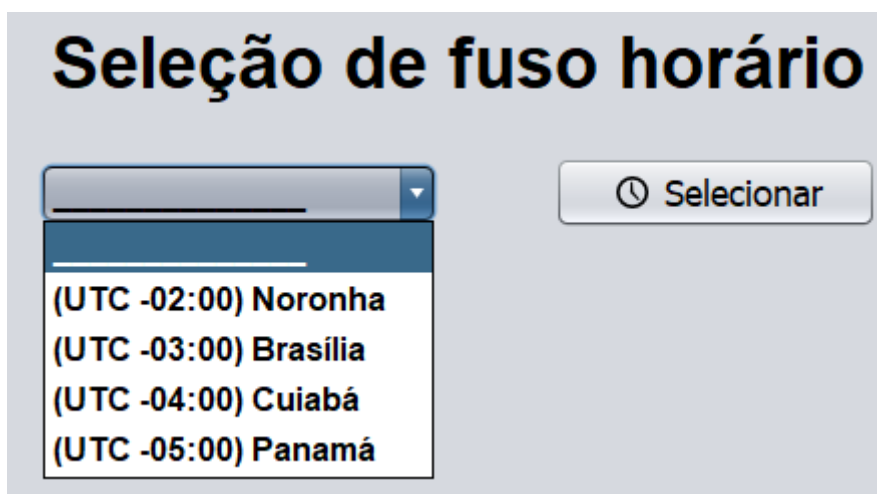 Seleção de fuso horário
Selecionar
(UTC -02:00) Noronha
(UTC -03:00) Brasília
(UTC -04:00) Cuiabá
(UTC -05:00) Panamá